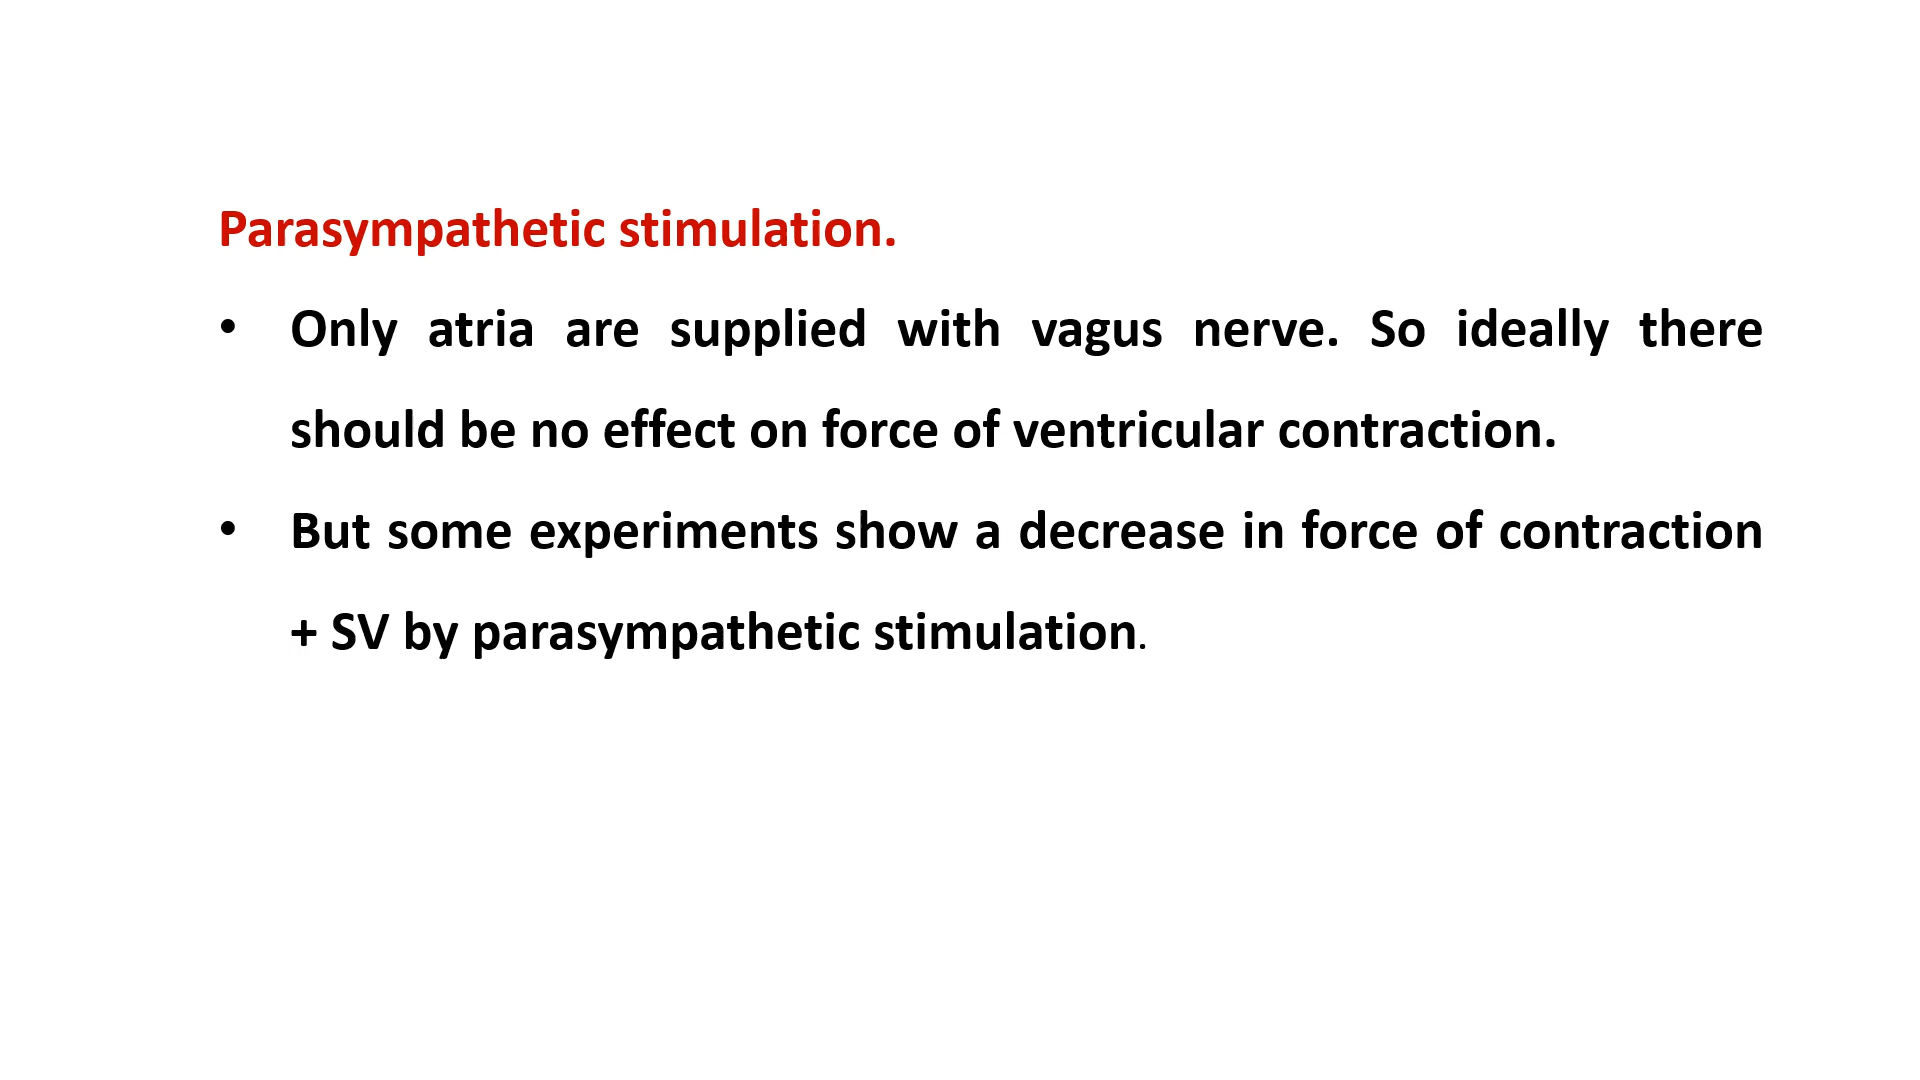 Parasympathetic stimulation.
• Only atria are supplied with vagus nerve. So ideally there
should be no effect on force of ventricular contraction.
• But some experiments show a decrease in force of contraction
+ SV by parasympathetic stimulation.